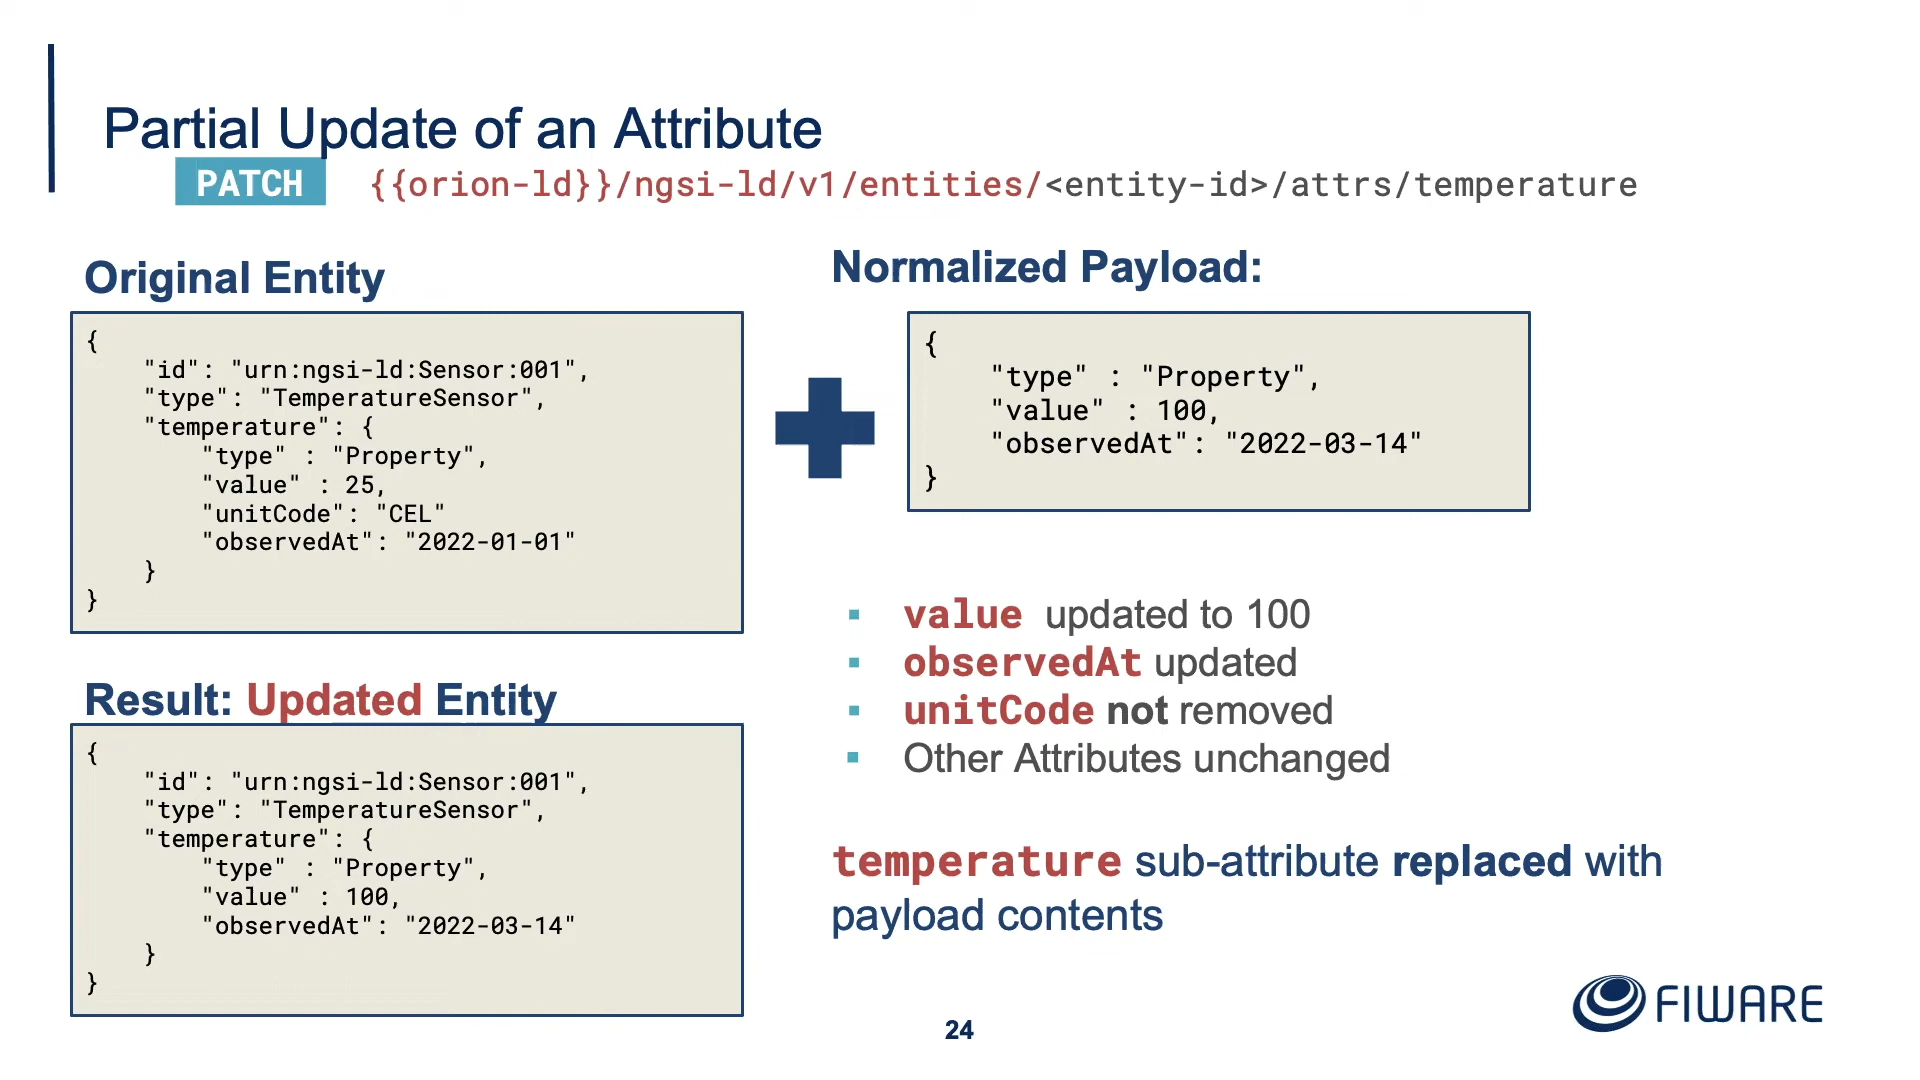 Partial Update of an Attribute
PATCH {{orion-ld}}/ngsi-ld/v1/entities/<entity-id>/attrs/temperature
Original Entity
{
    "id": "urn:ngsi-ld:Sensor:001",
    "type": "TemperatureSensor",
    "temperature": {
        "type" : "Property",
        "value" : 25,
        "unitCode": "CEL"
        "observedAt": "2022-01-01"
    }
}
Normalized Payload:
{
    "type" : "Property",
    "value" : 100,
    "observedAt": "2022-03-14"
}
Result: Updated Entity
{
    "id": "urn:ngsi-ld:Sensor:001",
    "type": "TemperatureSensor",
    "temperature": {
        "type" : "Property",
        "value" : 100,
        "observedAt": "2022-03-14"
    }
}
▪ value updated to 100
▪ observedAt updated
▪ unitCode not removed
▪ Other Attributes unchanged
temperature sub-attribute replaced with
payload contents
FIWARE
24